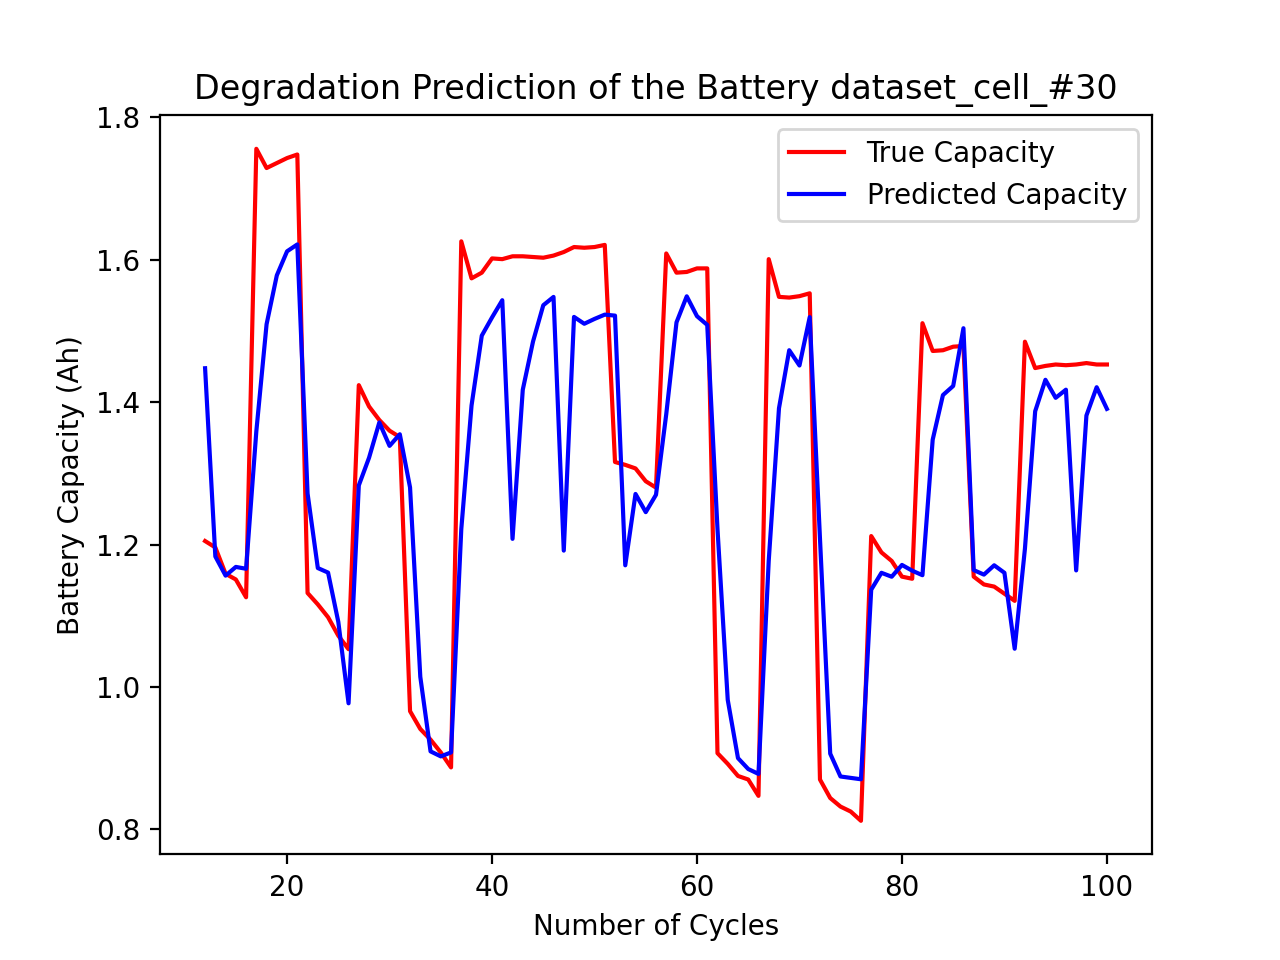 Degradation Prediction of the Battery dataset_cell_#30
True Capacity
Predicted Capacity
Battery Capacity (Ah)
1.8
1.6
1.4
1.2
1.0
0.8
20 40 60 80 100
Number of Cycles